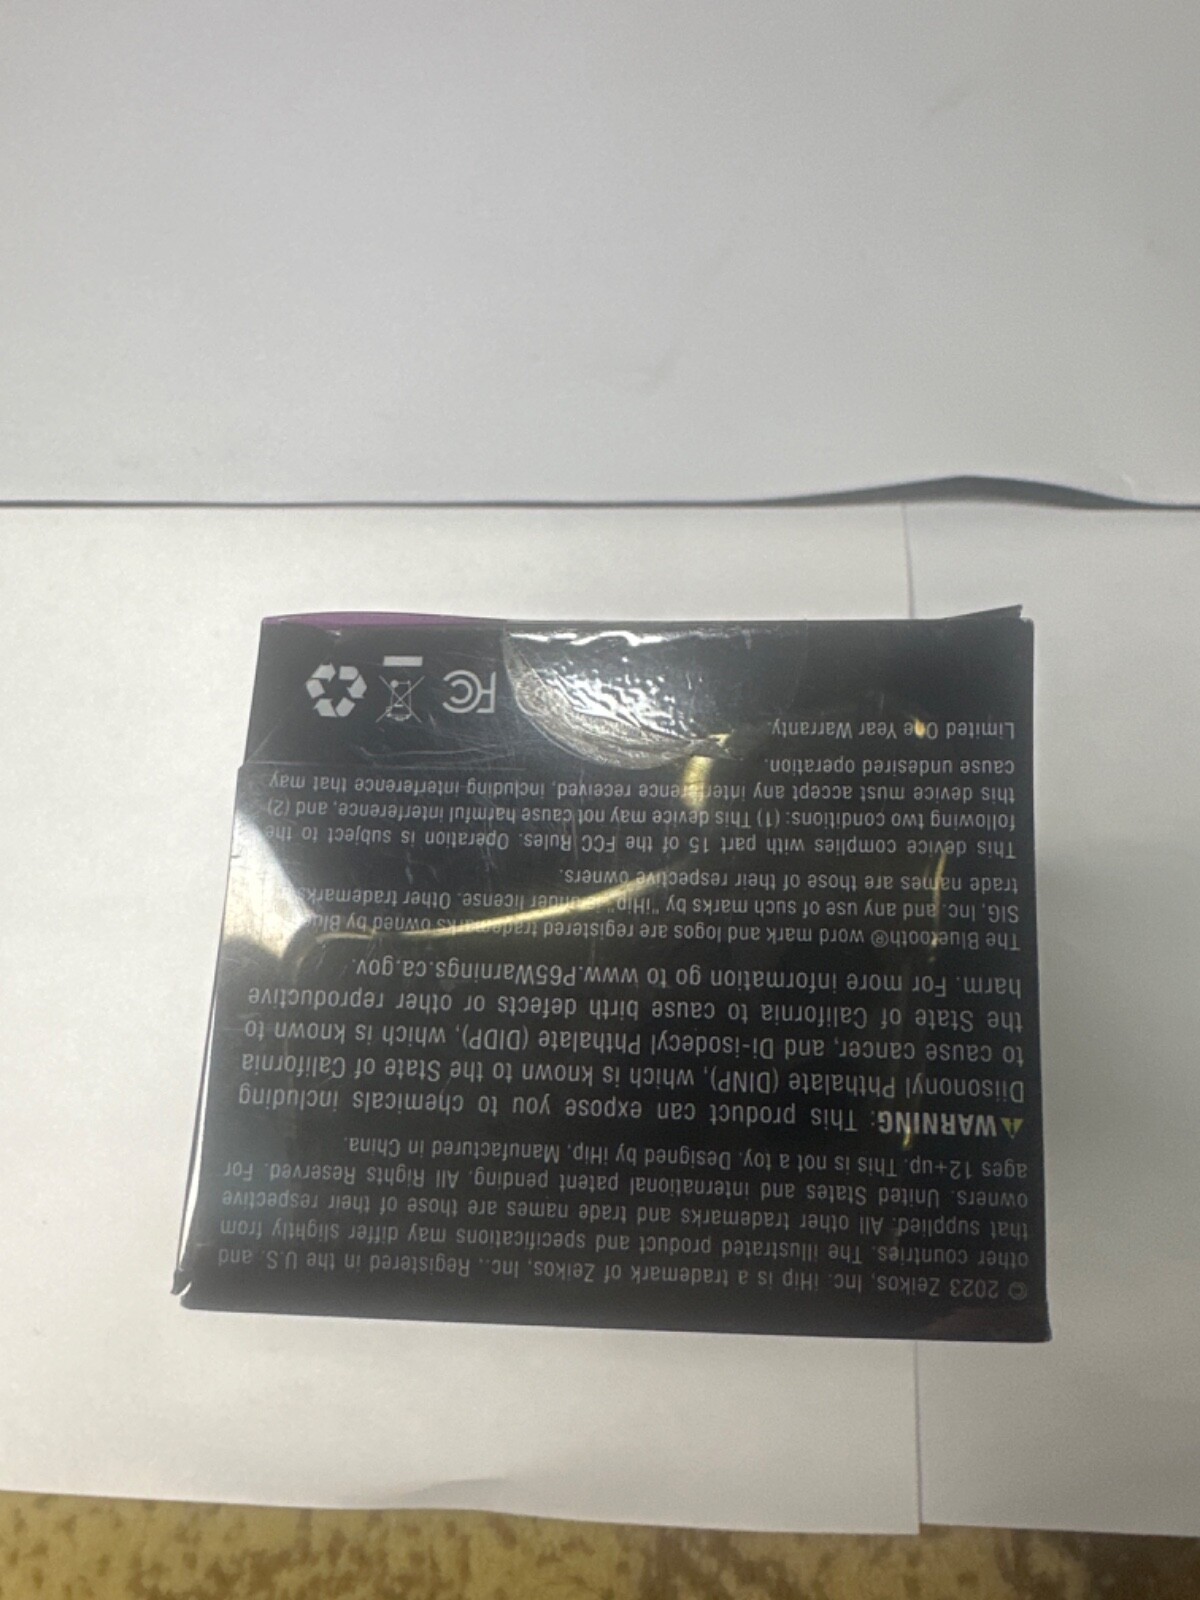 © 2023 Zeikos, Inc. iHip is a trademark of Zeikos, Inc.. Registered in the U.S. and
other countries. The illustrated product and specifications may differ slightly from
that supplied. All other trademarks and trade names are those of their respective
owners. United States and international patent pending. All Rights Reserved. For
ages 12+up. This is not a toy. Designed by iHip, Manufactured in China.
WARNING: This product can expose you to chemicals including
Diisononyl Phthalate (DINP), which is known to the State of California
to cause cancer, and Di-isodecyl Phthalate (DIDP), which is known to
the State of California to cause birth defects or other reproductive
harm. For more information go to www.P65Warnings.ca.gov.
The Bluetooth® word mark and logos are registered trademarks owned by
SIG, Inc. and any use of such marks by "iHip" is under license. Other trademarks
trade names are those of their respective owners.
This device complies with part 15 of the FCC Rules. Operation is subject to the
following two conditions: (1) This device may not cause harmful interference, and (2)
this device must accept any interference received, including interference that may
cause undesired operation.
Limited One Year Warranty.
FC